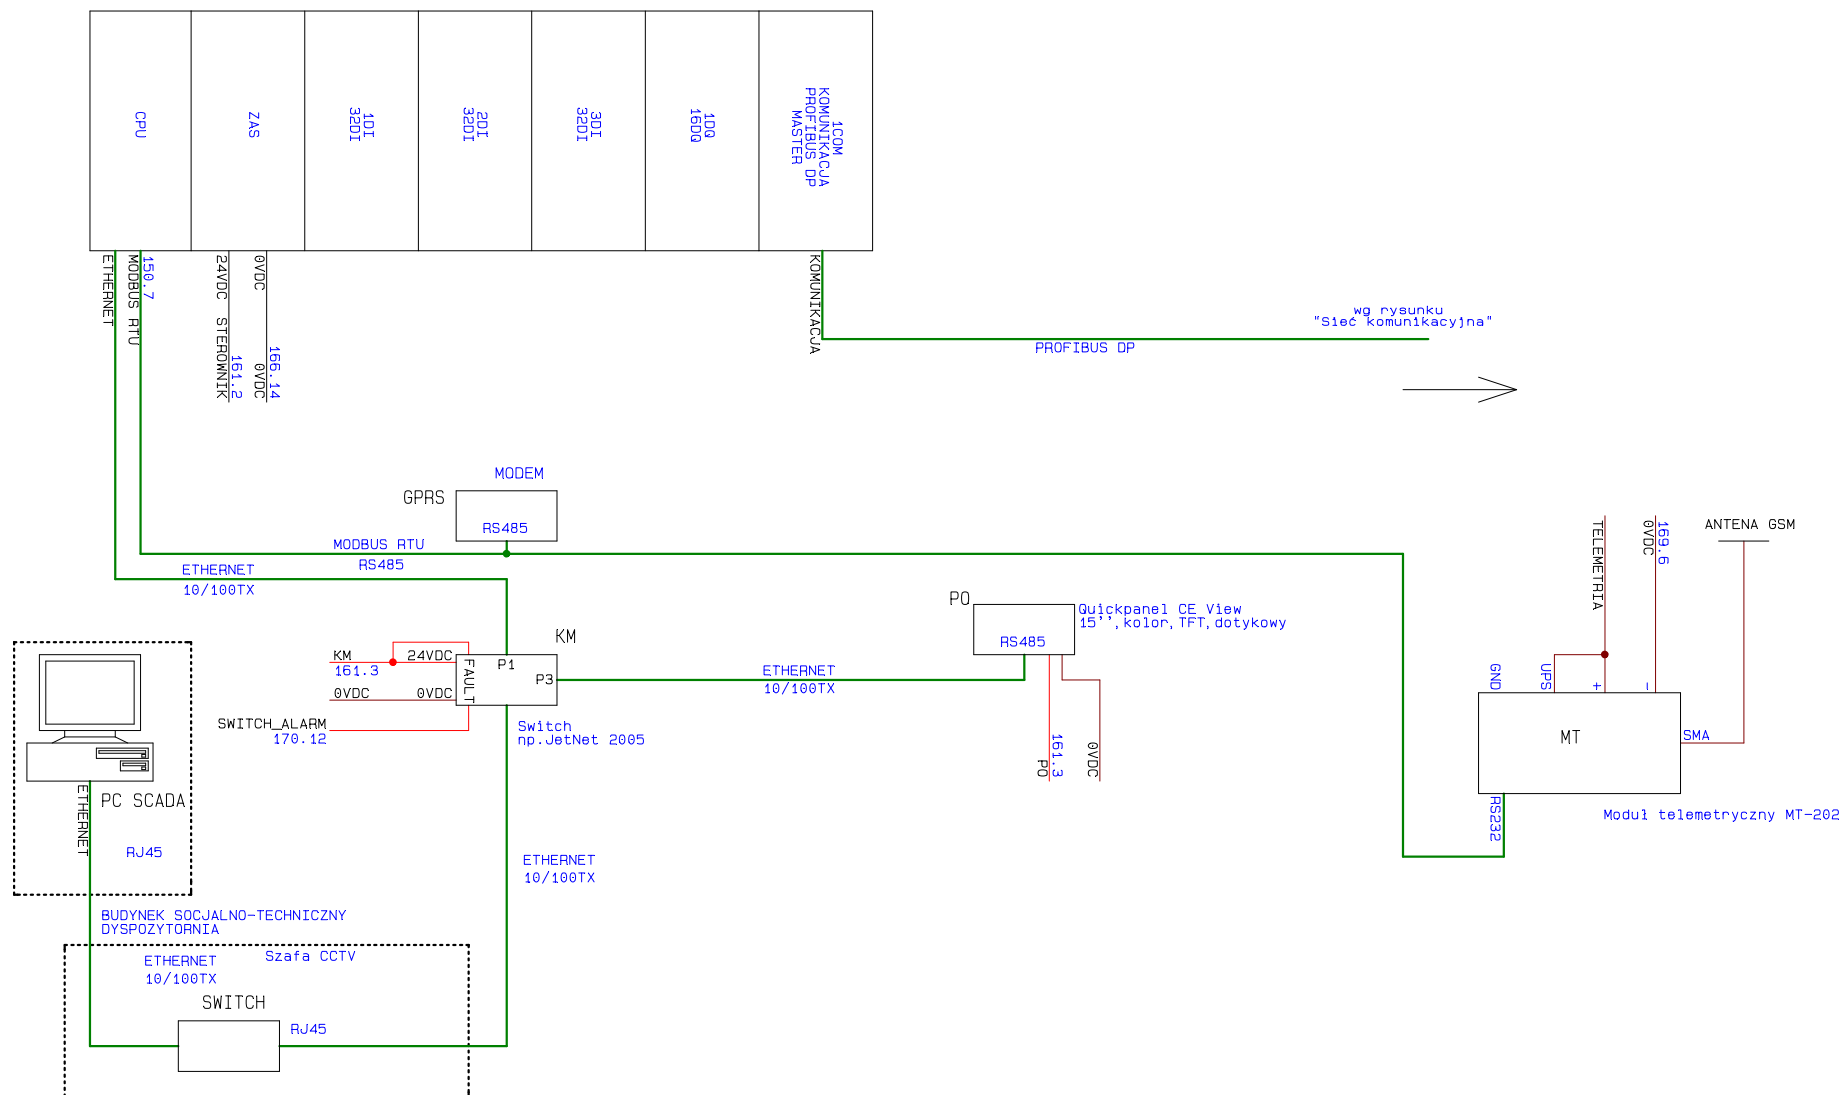 CPU
ZAS
1DI
32DI
2DI
32DI
3DI
32DI
1DQ
16DQ
1COM
KOMUNIKACJA
PROFIBUS DP
MASTER
ETHERNET
MODBUS RTU
150.7
24VDC STEROWNIK
161.2
0VDC 0VDC
166.14
KOMUNIKACJA
wg rysunku
"Sieć komunikacyjna"
PROFIBUS DP
MODEM
GPRS
RS485
MODBUS RTU
RS485
ETHERNET
10/100TX
TELEMETRIA
0VDC
169.6
ANTENA GSM
PO
Quickpanel CE View
15'',kolor,TFT,dotykowy
RS485
KM
KM
161.3
24VDC
0VDC
0VDC
FAULT
P1
P3
SWITCH_ALARM
170.12
Switch
np.JetNet 2005
ETHERNET
10/100TX
PO
161.3
0VDC
GND
UPS
+
-
MT
SMA
RS232
Moduł telemetryczny MT-202
PC SCADA
ETHERNET
RJ45
ETHERNET
10/100TX
BUDYNEK SOCJALNO-TECHNICZNY
DYSPOZYTORNIA
ETHERNET
10/100TX
Szafa CCTV
SWITCH
RJ45